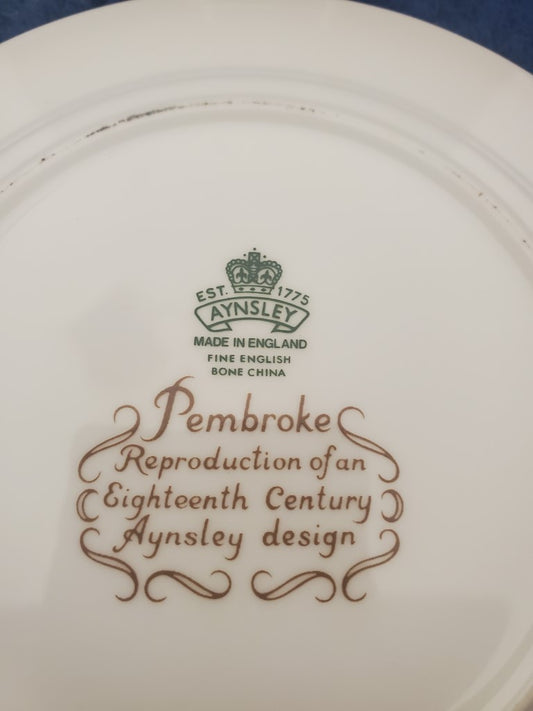 EST. 1775
AYNSLEY
MADE IN ENGLAND
FINE ENGLISH
BONE CHINA
Pembroke
Reproduction of an
Eighteenth Century
Aynsley design